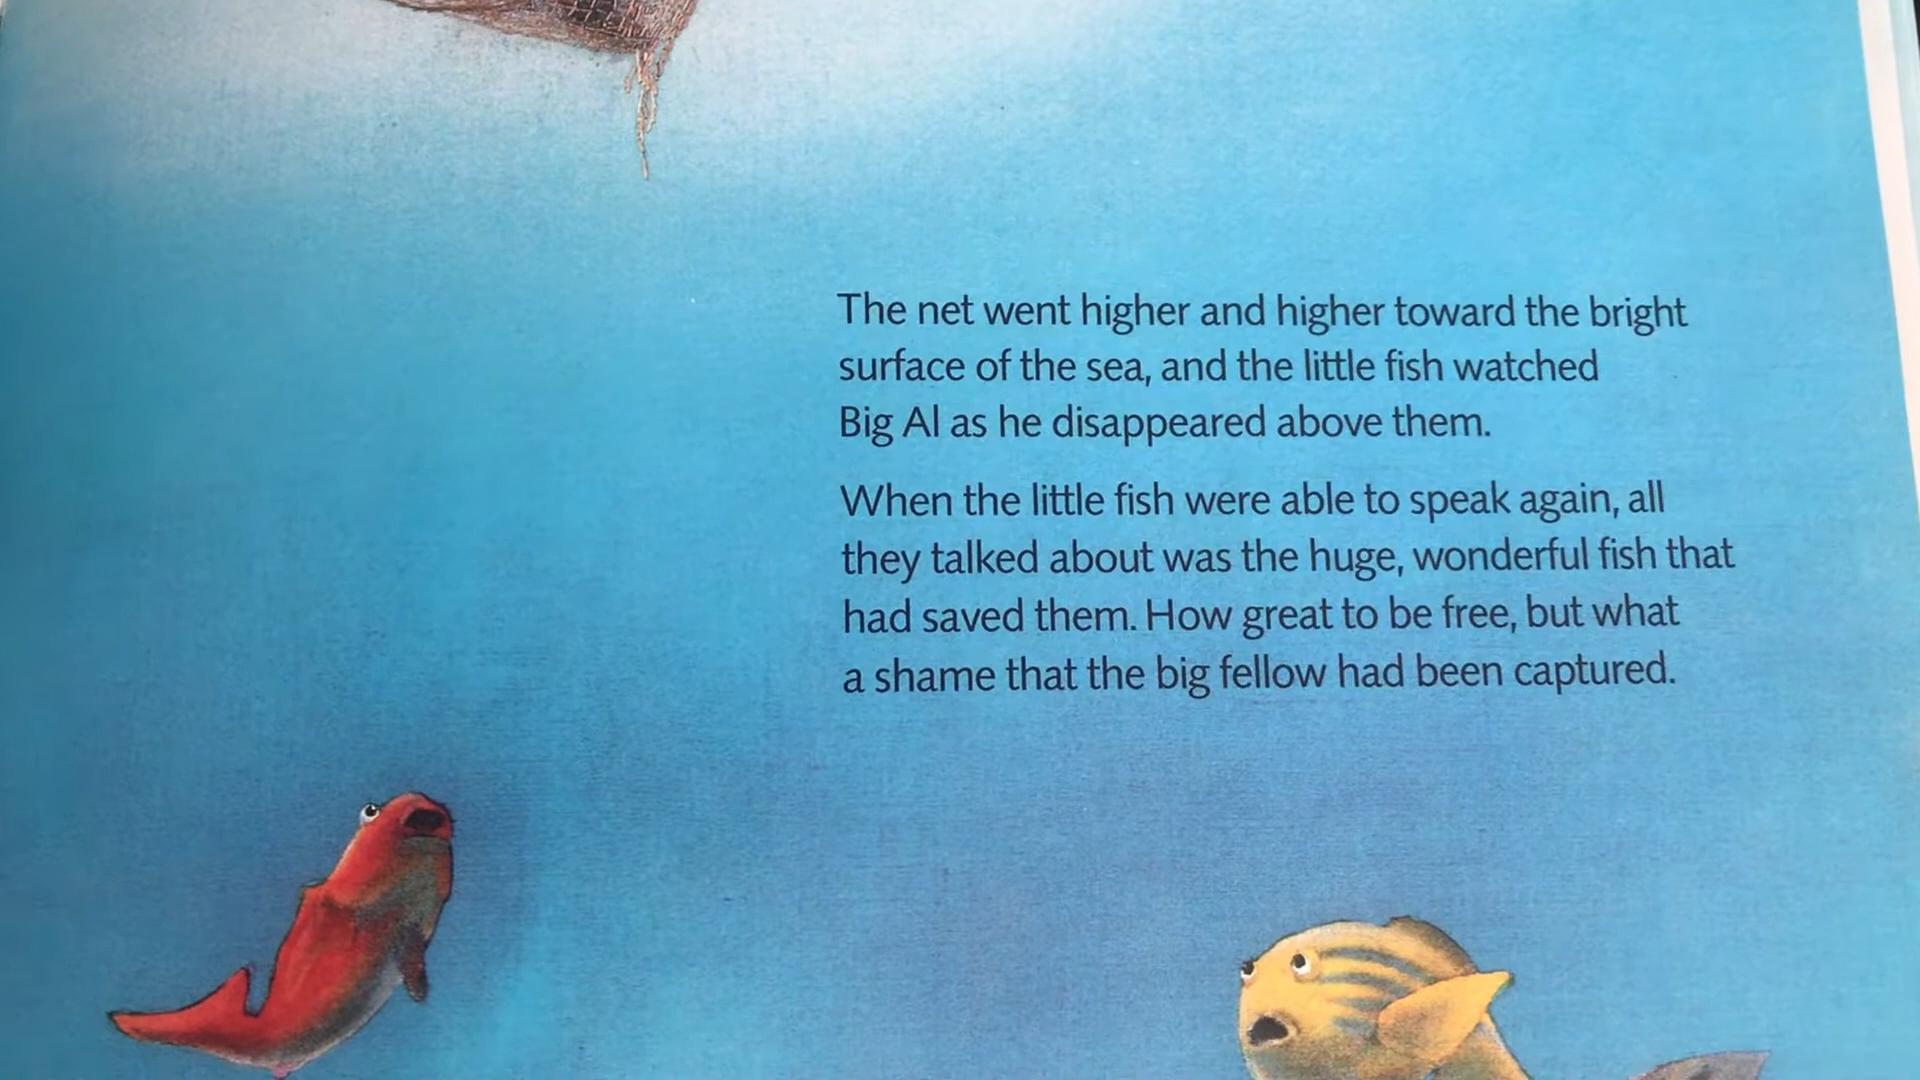 The net went higher and higher toward the bright
surface of the sea, and the little fish watched
Big Al as he disappeared above them.
When the little fish were able to speak again, all
they talked about was the huge, wonderful fish that
had saved them. How great to be free, but what
a shame that the big fellow had been captured.